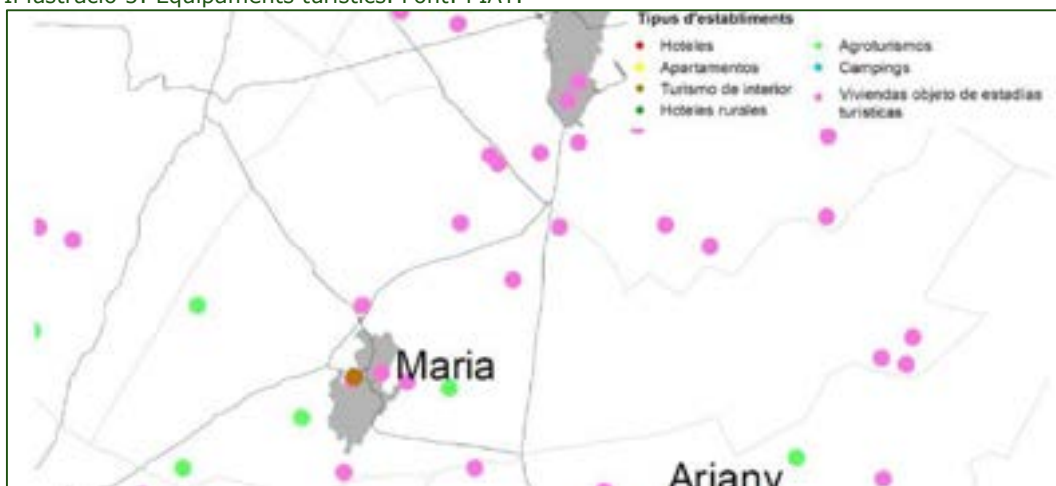 Il·lustració 5. Equipaments turístics. Font: PIAT.
Tipus d'establiments
Hoteles
Apartamentos
Turismo de interior
Hoteles rurales
Agroturismos
Campings
Viviendas objeto de estadías
turísticas
Maria
Ariany